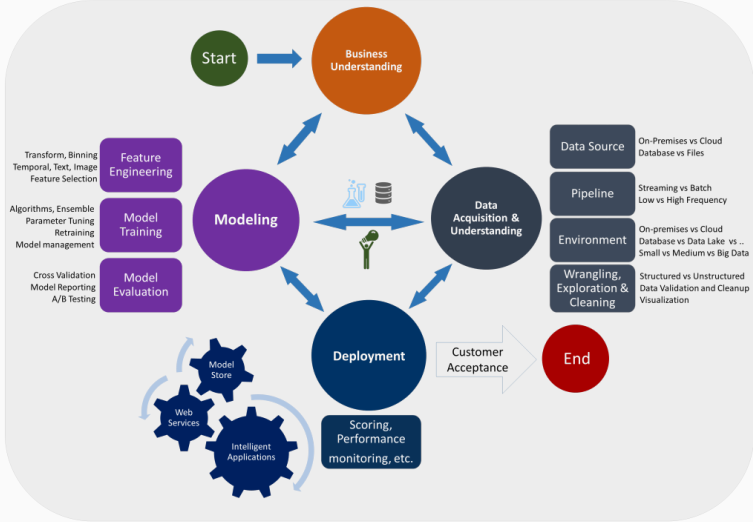 Start
Business
Understanding
Transform, Binning
Temporal, Text, Image
Feature Selection
Feature
Engineering
Algorithms, Ensemble
Parameter Tuning
Retraining
Model management
Model
Training
Cross Validation
Model Reporting
A/B Testing
Model
Evaluation
Modeling
Data
Acquisition &
Understanding
Data Source
On-Premises vs Cloud
Database vs Files
Pipeline
Streaming vs Batch
Low vs High Frequency
Environment
On-premises vs Cloud
Database vs Data Lake vs ..
Small vs Medium vs Big Data
Wrangling,
Exploration &
Cleaning
Structured vs Unstructured
Data Validation and Cleanup
Visualization
Deployment
Customer
Acceptance
End
Model
Store
Web
Services
Intelligent
Applications
Scoring,
Performance
monitoring, etc.